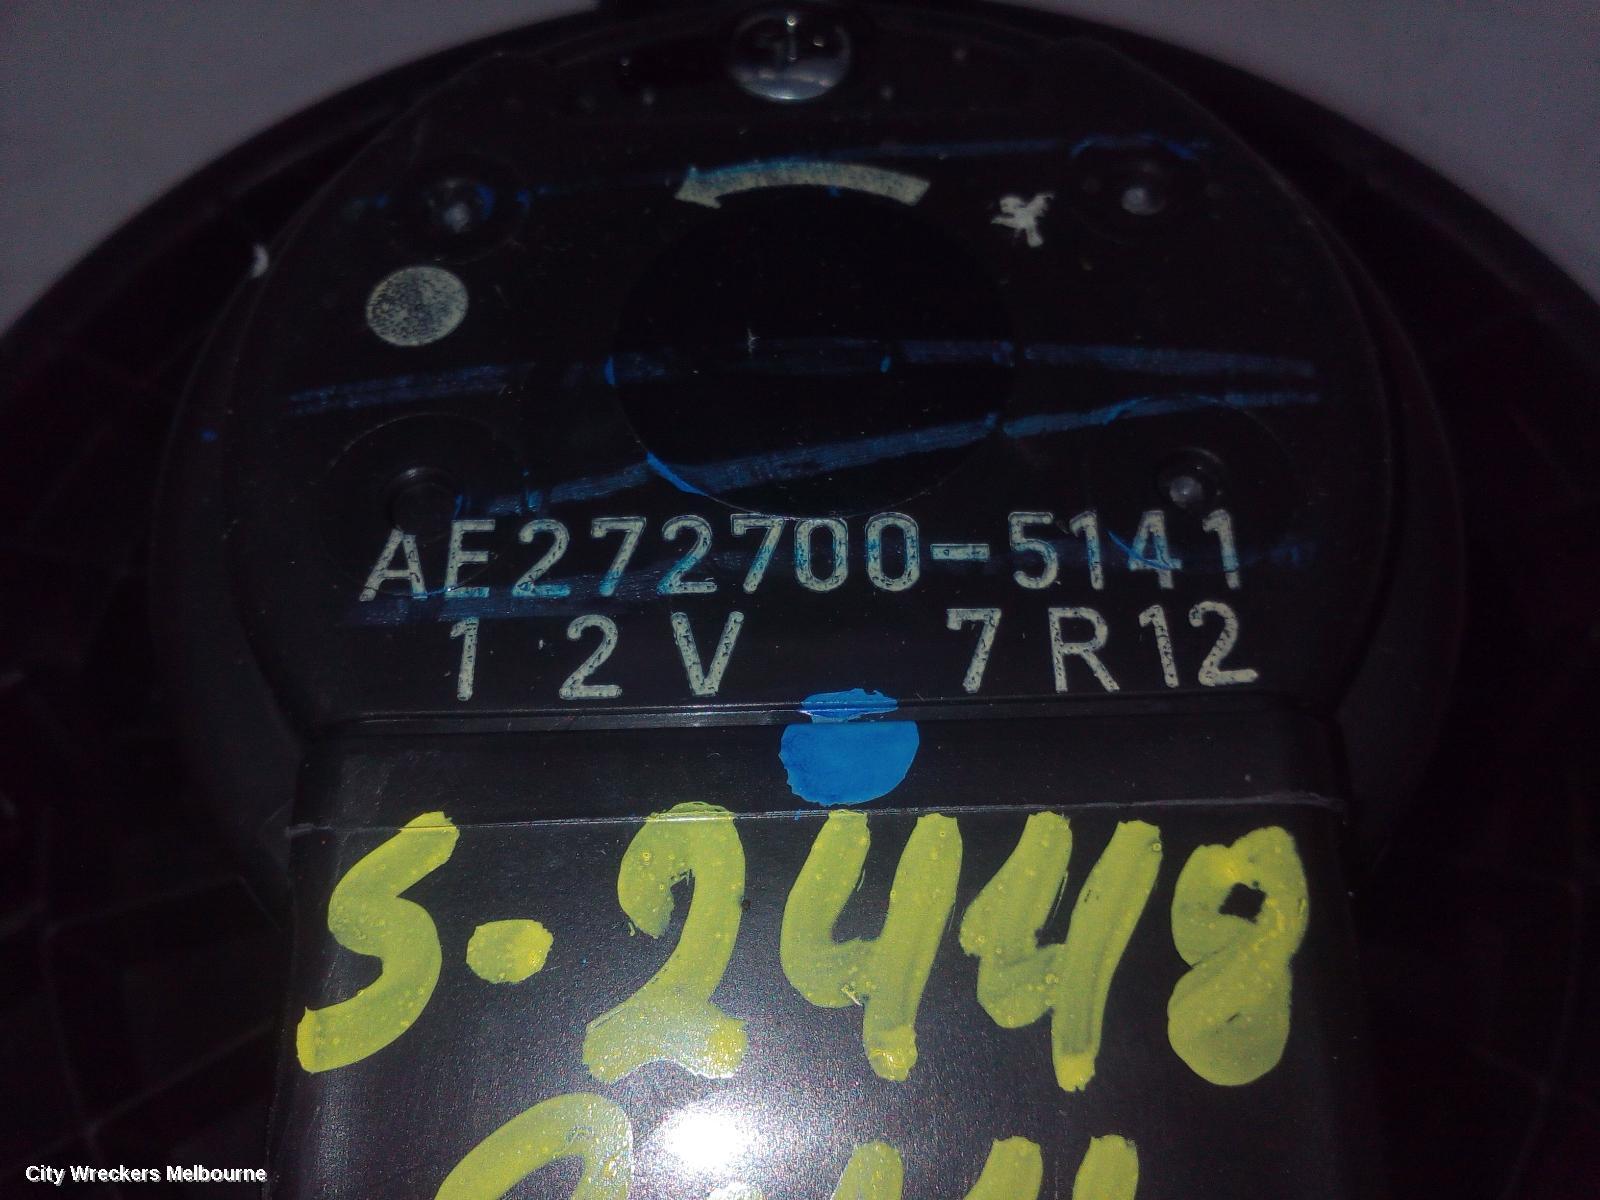 AE272700-5141
12V 7R12
S.2448
City Wreckers Melbourne